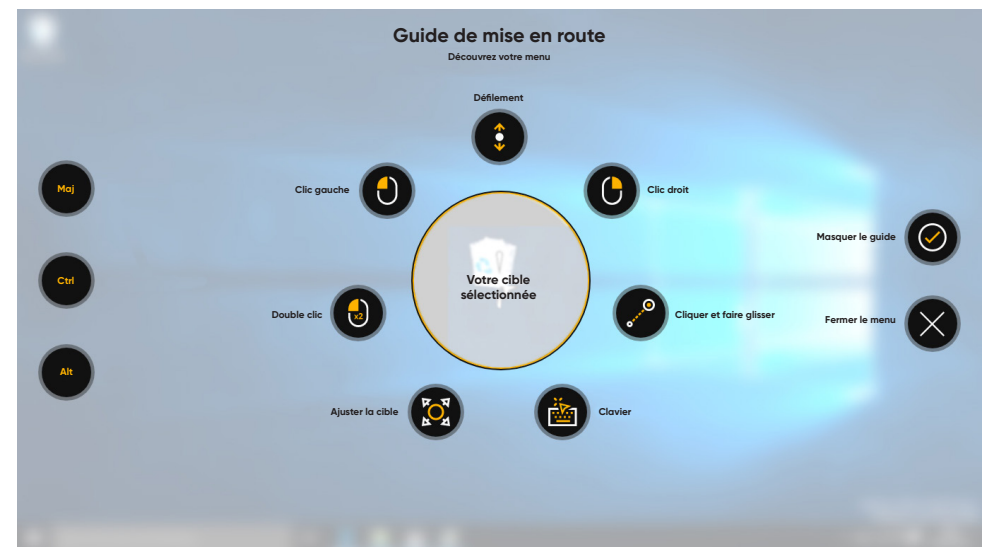 Guide de mise en route
Découvrez votre menu
Défilement
Clic gauche
Clic droit
Maj
Masquer le guide
Ctrl
Votre cible
sélectionnée
Double clic
x2
Cliquer et faire glisser
Fermer le menu
Alt
Ajuster la cible
Clavier